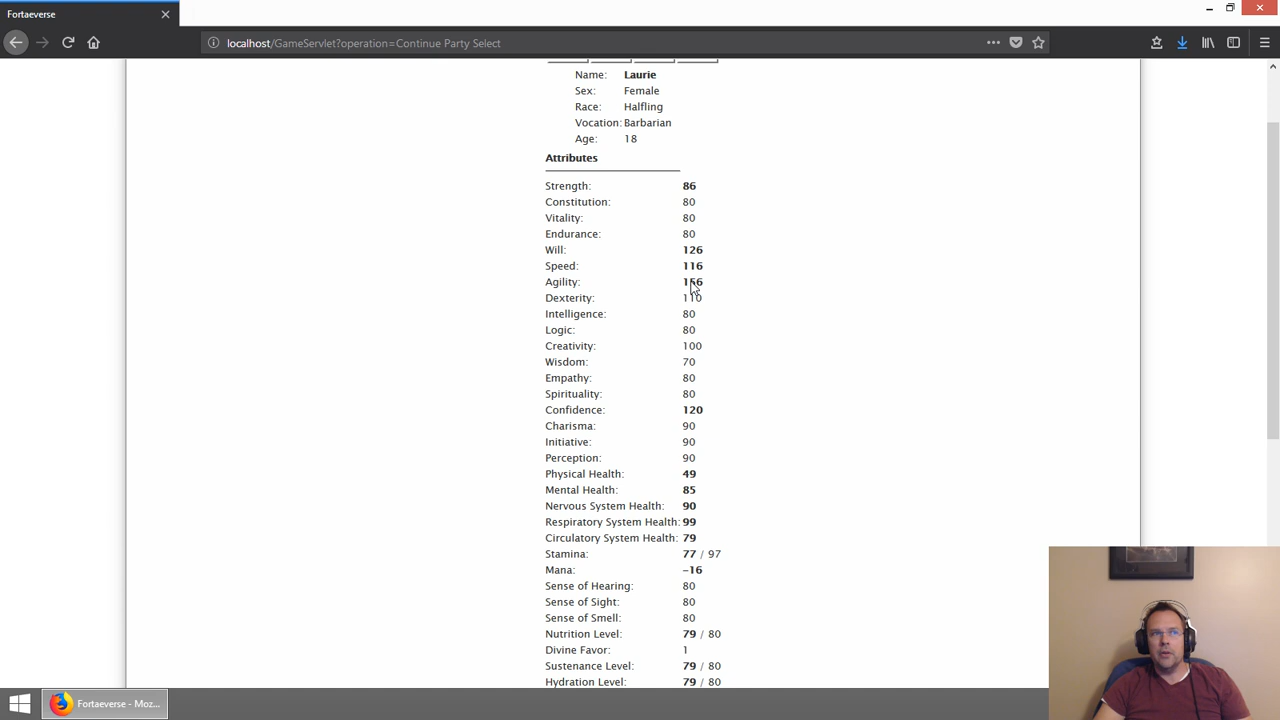 Fortaeverse
localhost/GameServlet?operation=Continue Party Select
Name: Laurie
Sex: Female
Race: Halfling
Vocation: Barbarian
Age: 18
Attributes
Strength: 86
Constitution: 80
Vitality: 80
Endurance: 80
Will: 126
Speed: 116
Agility: 156
Dexterity: 110
Intelligence: 80
Logic: 80
Creativity: 100
Wisdom: 70
Empathy: 80
Spirituality: 80
Confidence: 120
Charisma: 90
Initiative: 90
Perception: 90
Physical Health: 49
Mental Health: 85
Nervous System Health: 90
Respiratory System Health: 99
Circulatory System Health: 79
Stamina: 77 / 97
Mana: -16
Sense of Hearing: 80
Sense of Sight: 80
Sense of Smell: 80
Nutrition Level: 79 / 80
Divine Favor: 1
Sustenance Level: 79 / 80
Hydration Level: 79 / 80
Fortaeverse - Moz...